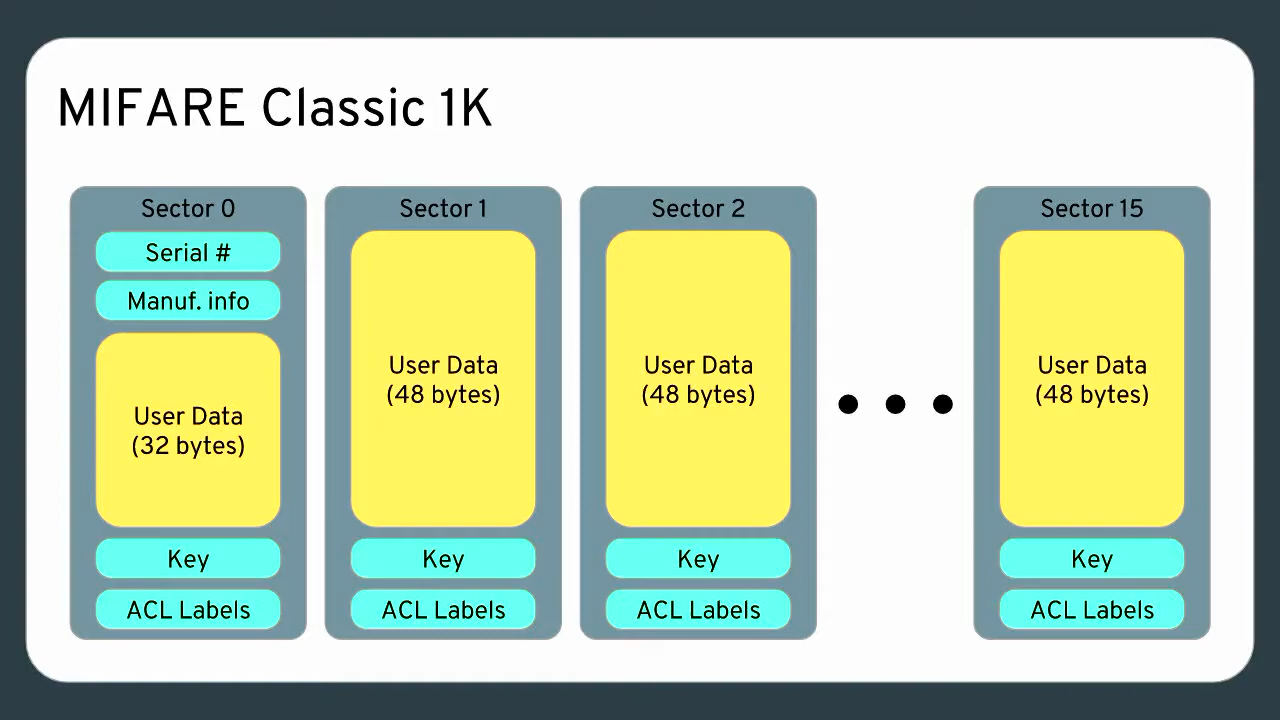 MIFARE Classic 1K
Sector 0
Serial #
Manuf. info
User Data
(32 bytes)
Key
ACL Labels
Sector 1
User Data
(48 bytes)
Key
ACL Labels
Sector 2
User Data
(48 bytes)
Key
ACL Labels
Sector 15
User Data
(48 bytes)
Key
ACL Labels